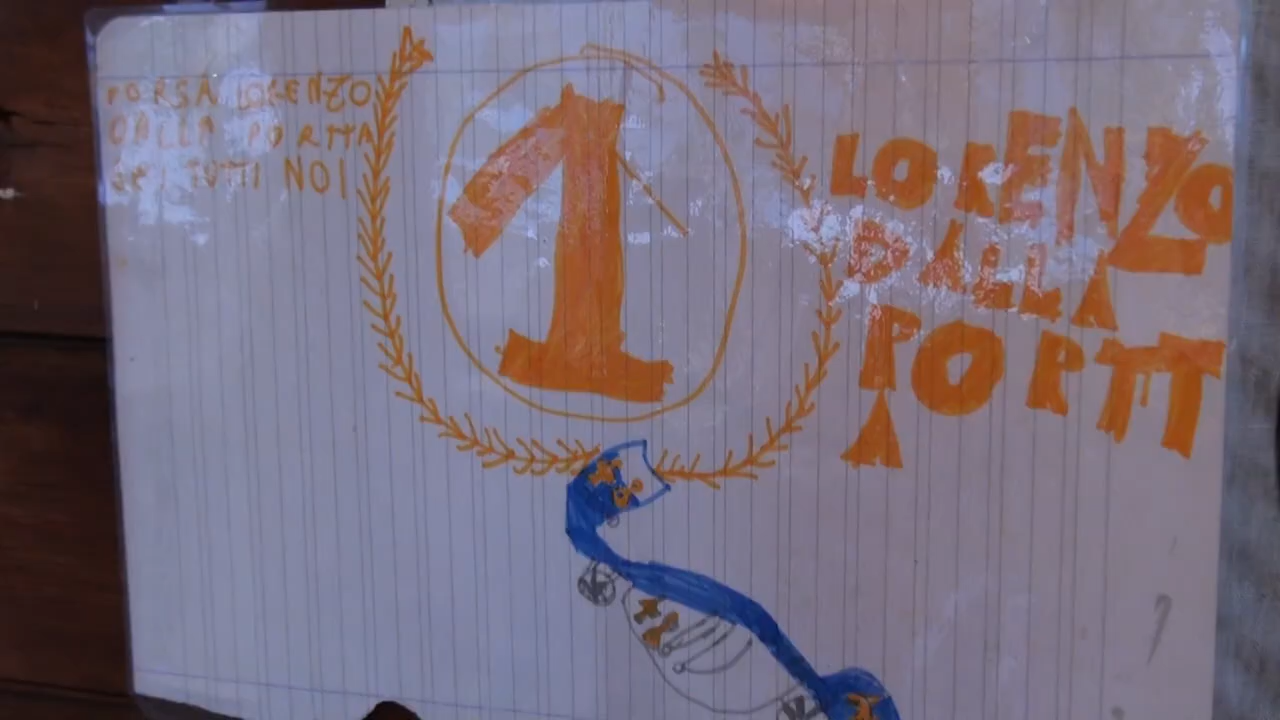 FORSA LORENZO
DALLA PORTTA
SEI TUTTI NOI
1
LORENZO
DALLA
PORTT
A